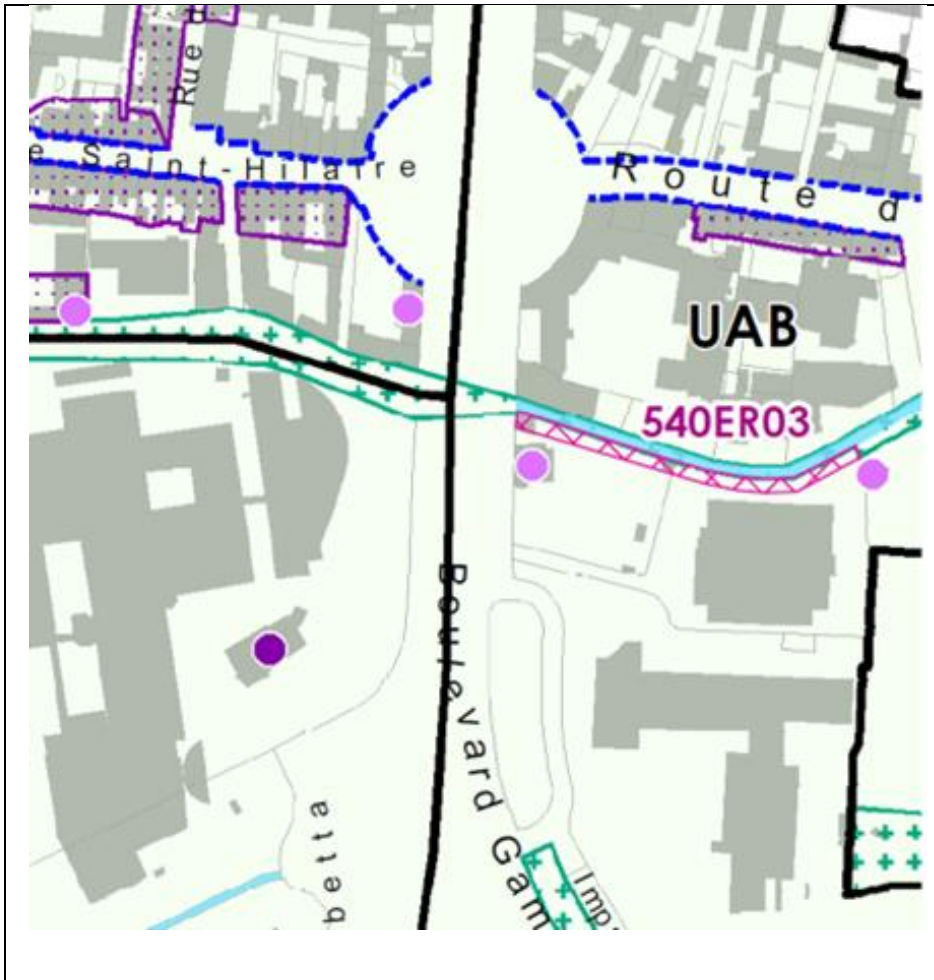 Rue d
e Saint-Hilaire
Route d
UAB
540ER03
Boulevard Gam
betta
Imp